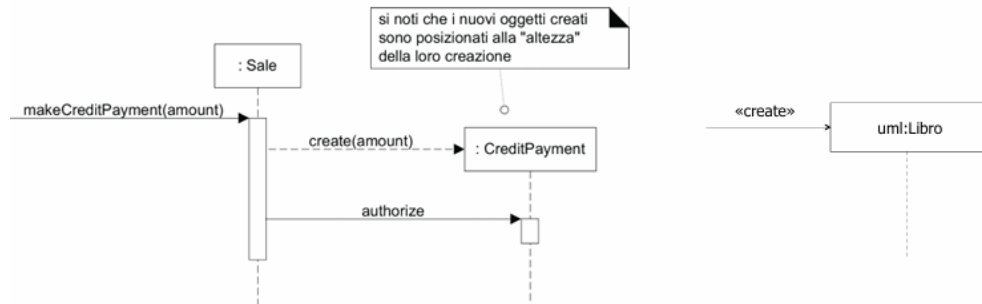 si noti che i nuovi oggetti creati
sono posizionati alla "altezza"
della loro creazione
: Sale
makeCreditPayment(amount)
create(amount)
: CreditPayment
authorize
«create»
uml:Libro